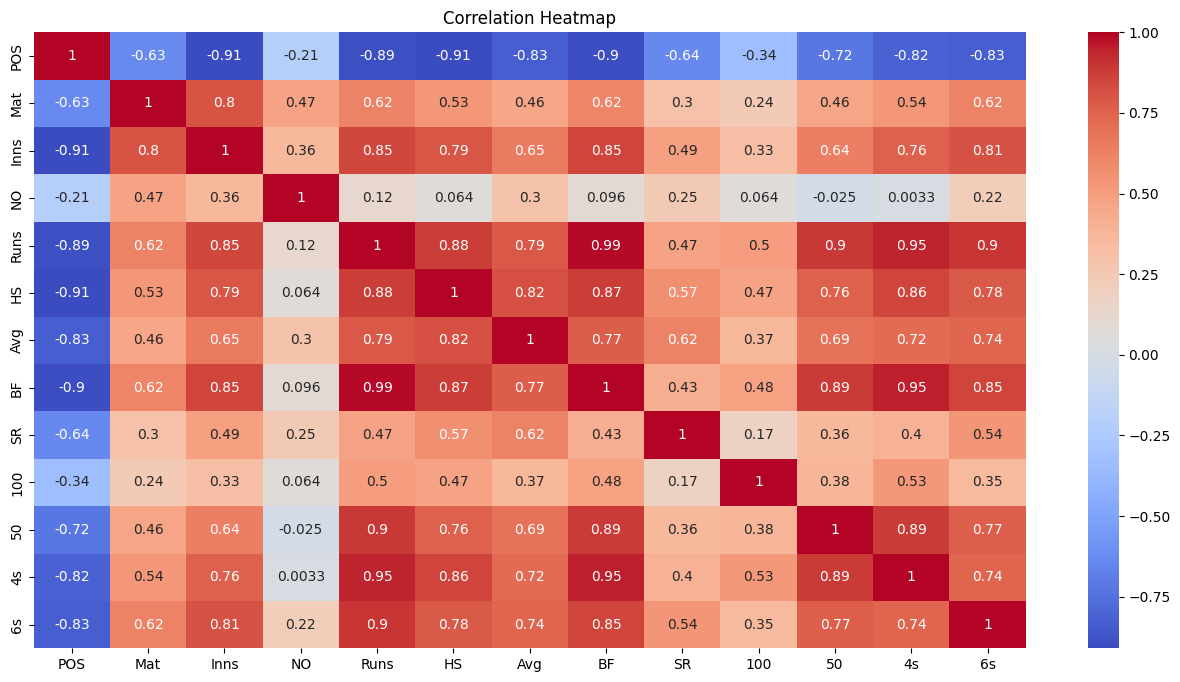 Correlation Heatmap
POS 1 -0.63 -0.91 -0.21 -0.89 -0.91 -0.83 -0.9 -0.64 -0.34 -0.72 -0.82 -0.83
Mat -0.63 1 0.8 0.47 0.62 0.53 0.46 0.62 0.3 0.24 0.46 0.54 0.62
Inns -0.91 0.8 1 0.36 0.85 0.79 0.65 0.85 0.49 0.33 0.64 0.76 0.81
NO -0.21 0.47 0.36 1 0.12 0.064 0.3 0.096 0.25 0.064 -0.025 0.0033 0.22
Runs -0.89 0.62 0.85 0.12 1 0.88 0.79 0.99 0.47 0.5 0.9 0.95 0.9
HS -0.91 0.53 0.79 0.064 0.88 1 0.82 0.87 0.57 0.47 0.76 0.86 0.78
Avg -0.83 0.46 0.65 0.3 0.79 0.82 1 0.77 0.62 0.37 0.69 0.72 0.74
BF -0.9 0.62 0.85 0.096 0.99 0.87 0.77 1 0.43 0.48 0.89 0.95 0.85
SR -0.64 0.3 0.49 0.25 0.47 0.57 0.62 0.43 1 0.17 0.36 0.4 0.54
100 -0.34 0.24 0.33 0.064 0.5 0.47 0.37 0.48 0.17 1 0.38 0.53 0.35
50 -0.72 0.46 0.64 -0.025 0.9 0.76 0.69 0.89 0.36 0.38 1 0.89 0.77
4s -0.82 0.54 0.76 0.0033 0.95 0.86 0.72 0.95 0.4 0.53 0.89 1 0.74
6s -0.83 0.62 0.81 0.22 0.9 0.78 0.74 0.85 0.54 0.35 0.77 0.74 1
POS Mat Inns NO Runs HS Avg BF SR 100 50 4s 6s
1.00
0.75
0.50
0.25
0.00
−0.25
−0.50
−0.75